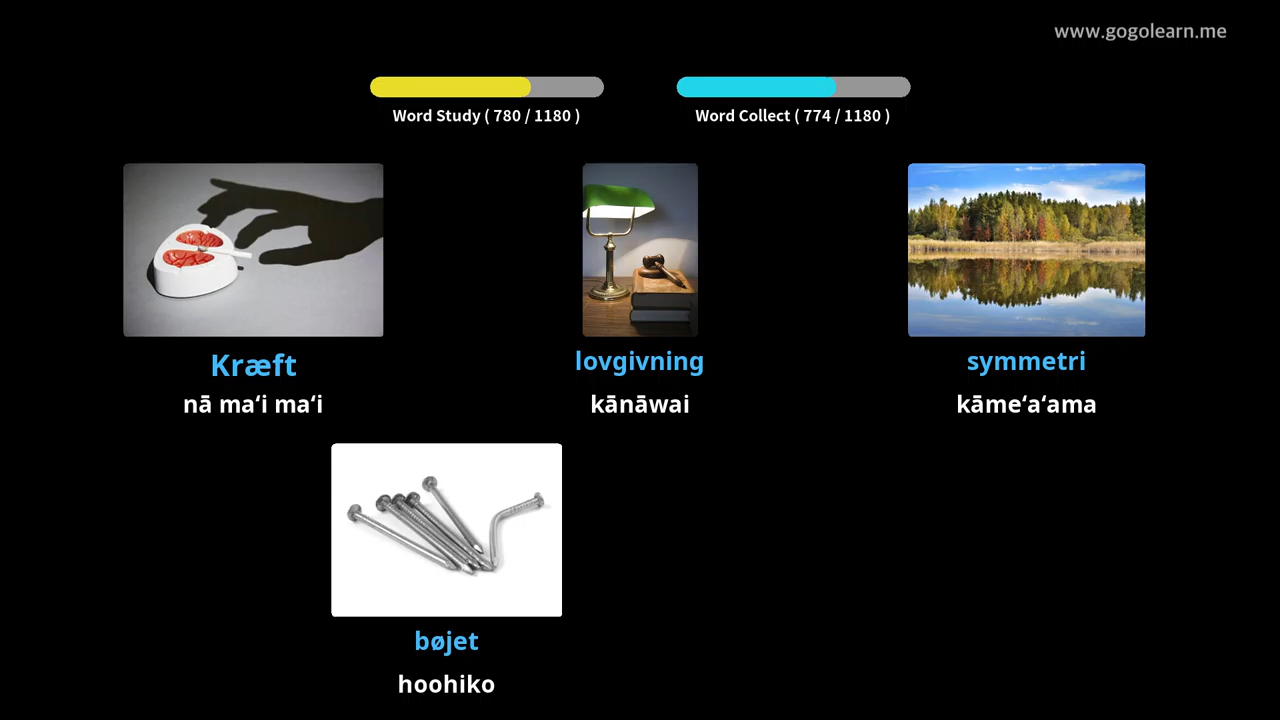 www.gogolearn.me
Word Study ( 780 / 1180 )
Word Collect ( 774 / 1180 )
Kræft
nā maʻi maʻi
lovgivning
kānāwai
symmetri
kāmeʻaʻama
bøjet
hoohiko